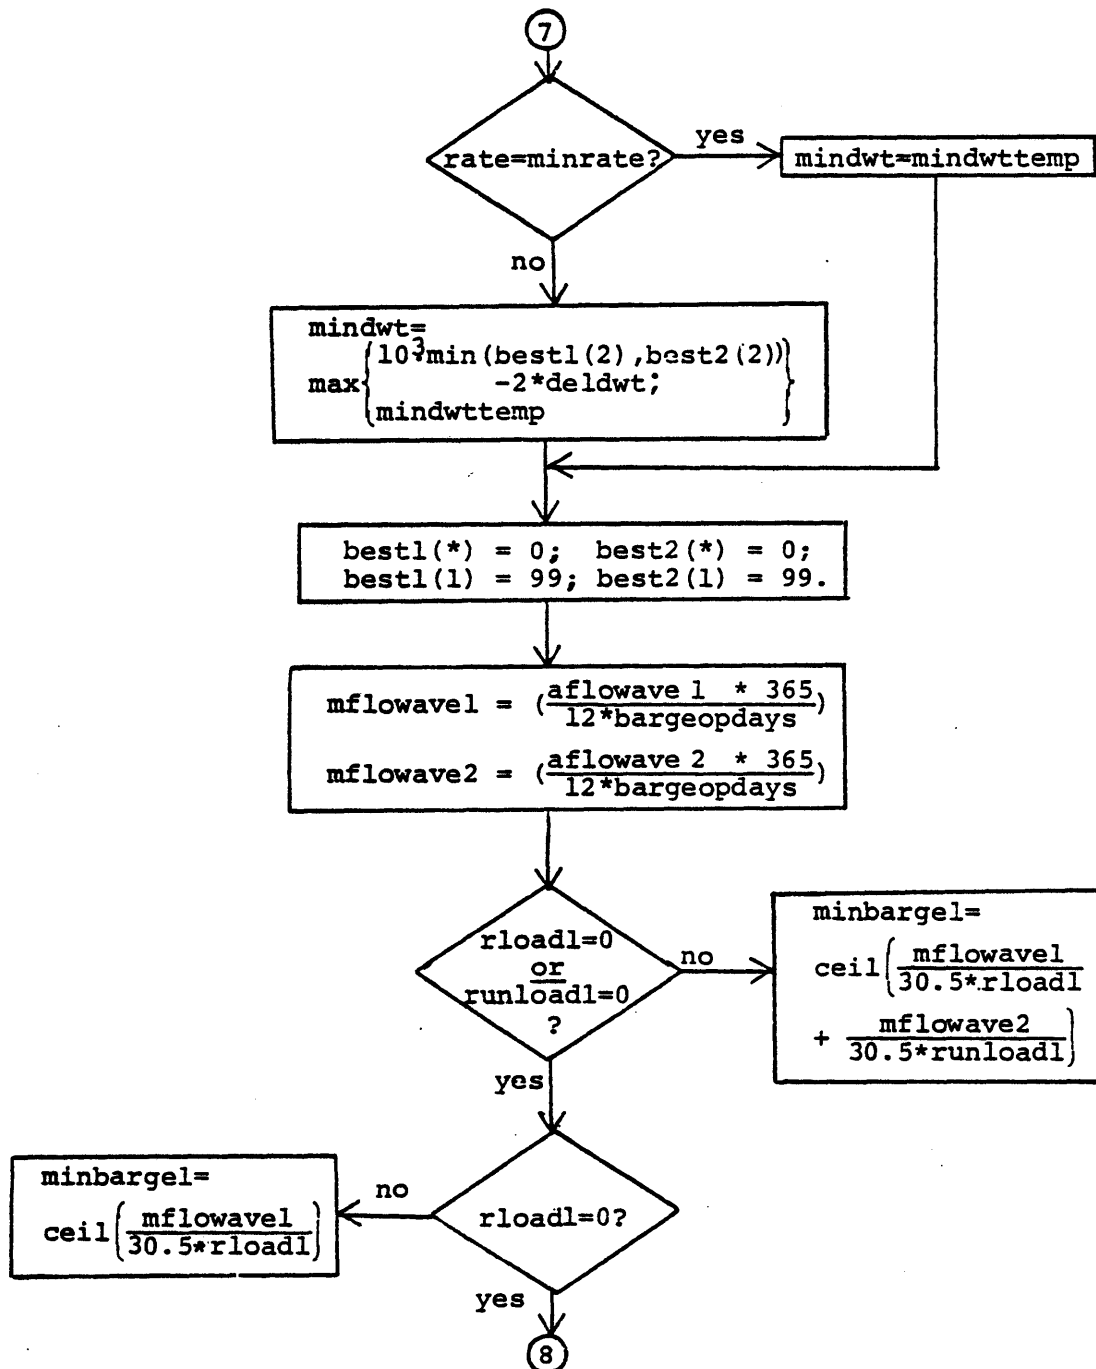 7
rate=minrate?
yes
mindwt=mindwttemp
no
mindwt=
max{10³min(best1(2),best2(2))
-2*deldwt;
mindwttemp}
best1(*) = 0; best2(*) = 0;
best1(1) = 99; best2(1) = 99.
mflowave1 = (aflowave 1 * 365
12*bargeopdays)
mflowave2 = (aflowave 2 * 365
12*bargeopdays)
rload1=0
or
runload1=0
?
no
minbarge1=
ceil(mflowave1
30.5*rload1
+ mflowave2
30.5*runload1)
yes
rload1=0?
no
minbarge1=
ceil(mflowave1
30.5*rload1)
yes
8